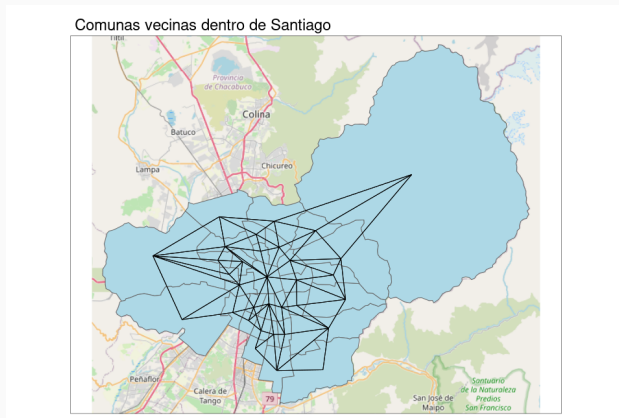 Comunas vecinas dentro de Santiago
Tiltil
Provincia
de Chacabuco
Colina
Batuco
Lampa
Chicureo
Peñaflor
Calera de
Tango
79
San José de
Maipo
Santuario
de la Naturaleza
Predios
San Francisco